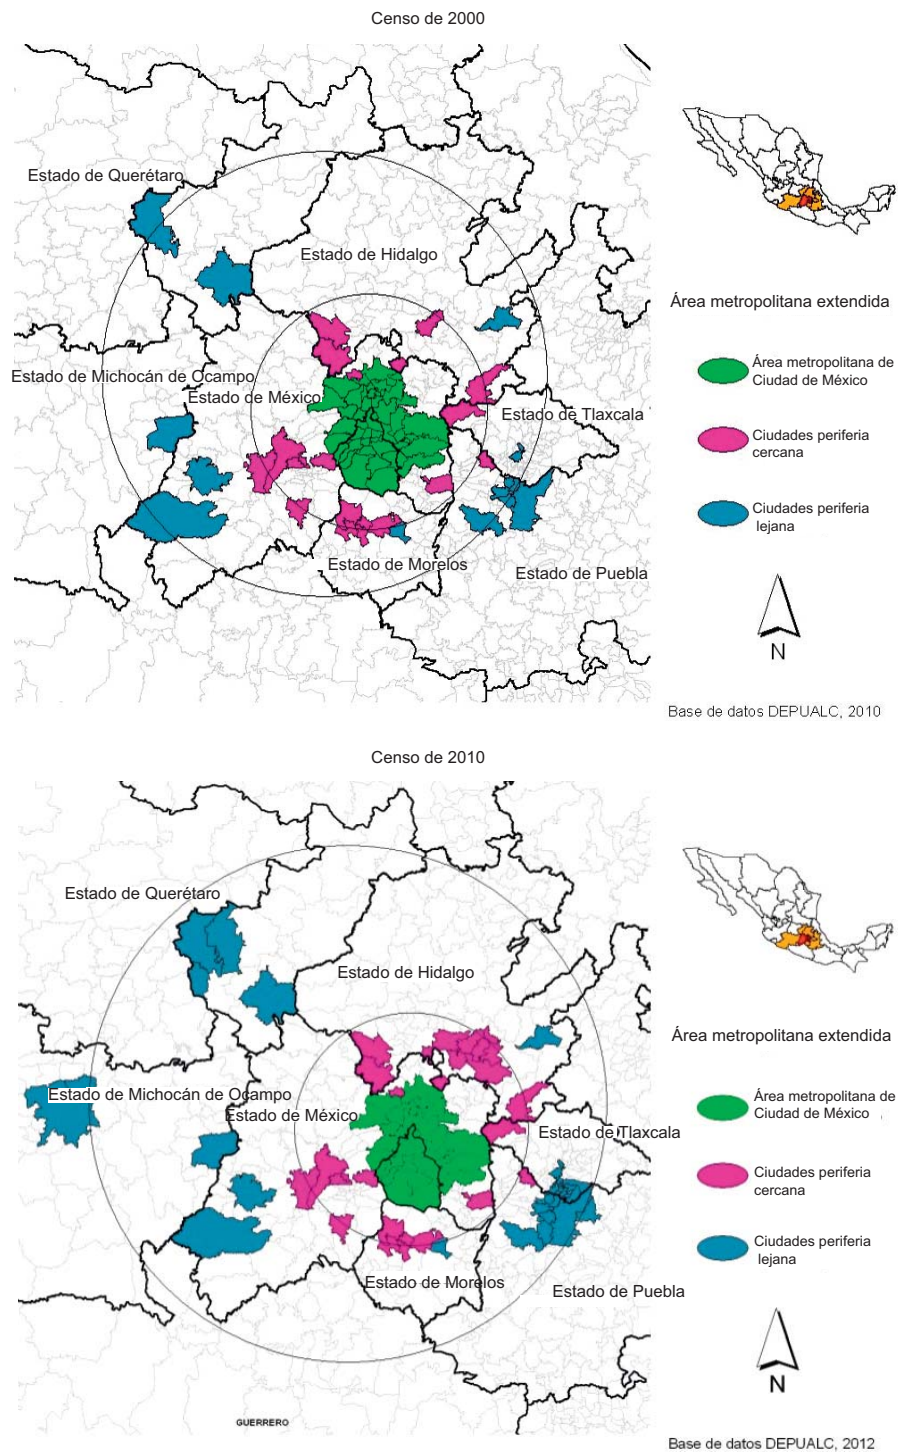 Censo de 2000
Estado de Querétaro
Estado de Hidalgo
Área metropolitana extendida
Área metropolitana de
Ciudad de México
Estado de Michocán de Ocampo
Estado de México
Estado de Tlaxcala
Ciudades periferia
cercana
Ciudades periferia
lejana
Estado de Morelos
Estado de Puebla
N
Base de datos DEPUALC, 2010
Censo de 2010
Estado de Querétaro
Estado de Hidalgo
Área metropolitana extendida
Estado de Michocán de Ocampo
Estado de México
Área metropolitana de
Ciudad de México
Estado de Tlaxcala
Ciudades periferia
cercana
Ciudades periferia
lejana
Estado de Morelos
Estado de Puebla
N
GUERRERO
Base de datos DEPUALC, 2012